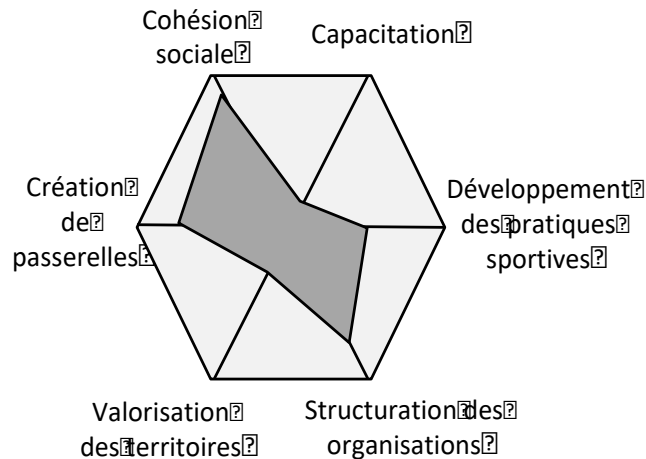 Cohésion⍰
sociale⍰
Capacitation⍰
Création⍰
de⍰
passerelles⍰
Développement⍰
des⍰pratiques⍰
sportives⍰
Valorisation⍰
des⍰territoires⍰
Structuration⍰des⍰
organisations⍰